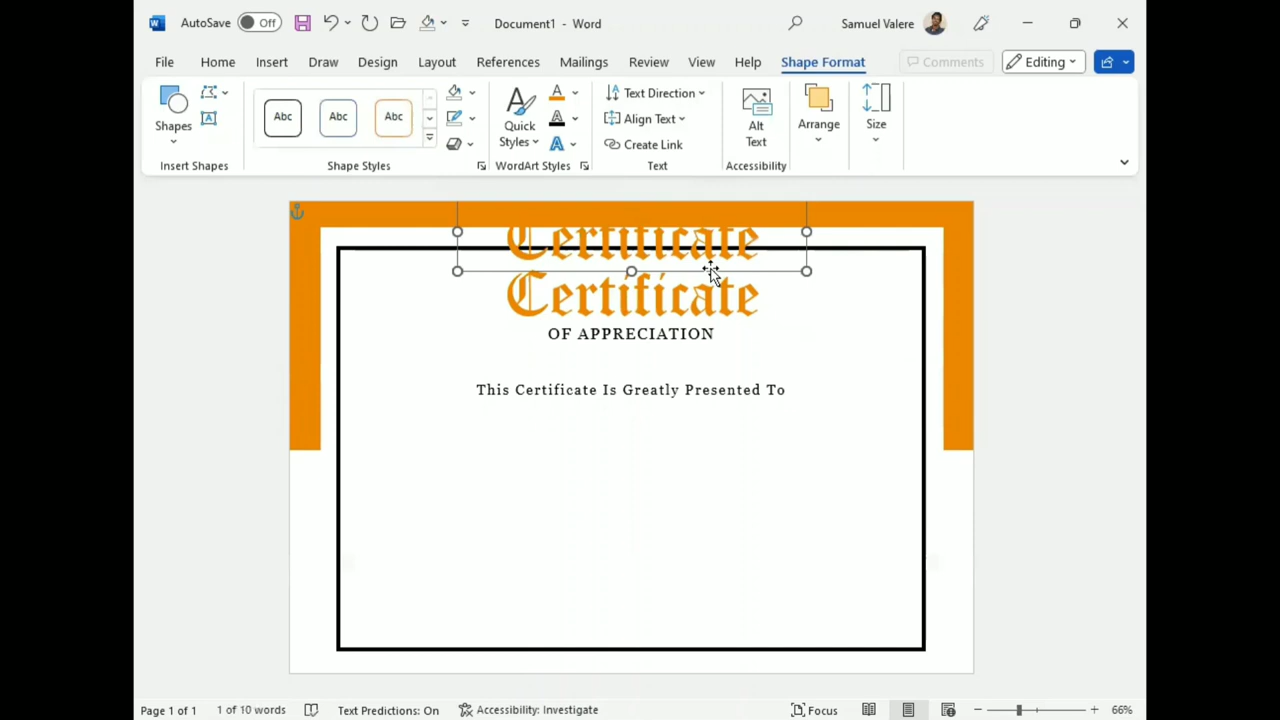 AutoSave Off Document1 - Word Samuel Valere
File Home Insert Draw Design Layout References Mailings Review View Help Shape Format Comments Editing
Shapes
Abc Abc Abc
Quick Styles
Text Direction
Align Text
Create Link
Alt Text
Arrange
Size
Insert Shapes Shape Styles WordArt Styles Text Accessibility
Certificate
Certificate
OF APPRECIATION
This Certificate Is Greatly Presented To
Page 1 of 1 1 of 10 words Text Predictions: On Accessibility: Investigate Focus 66%